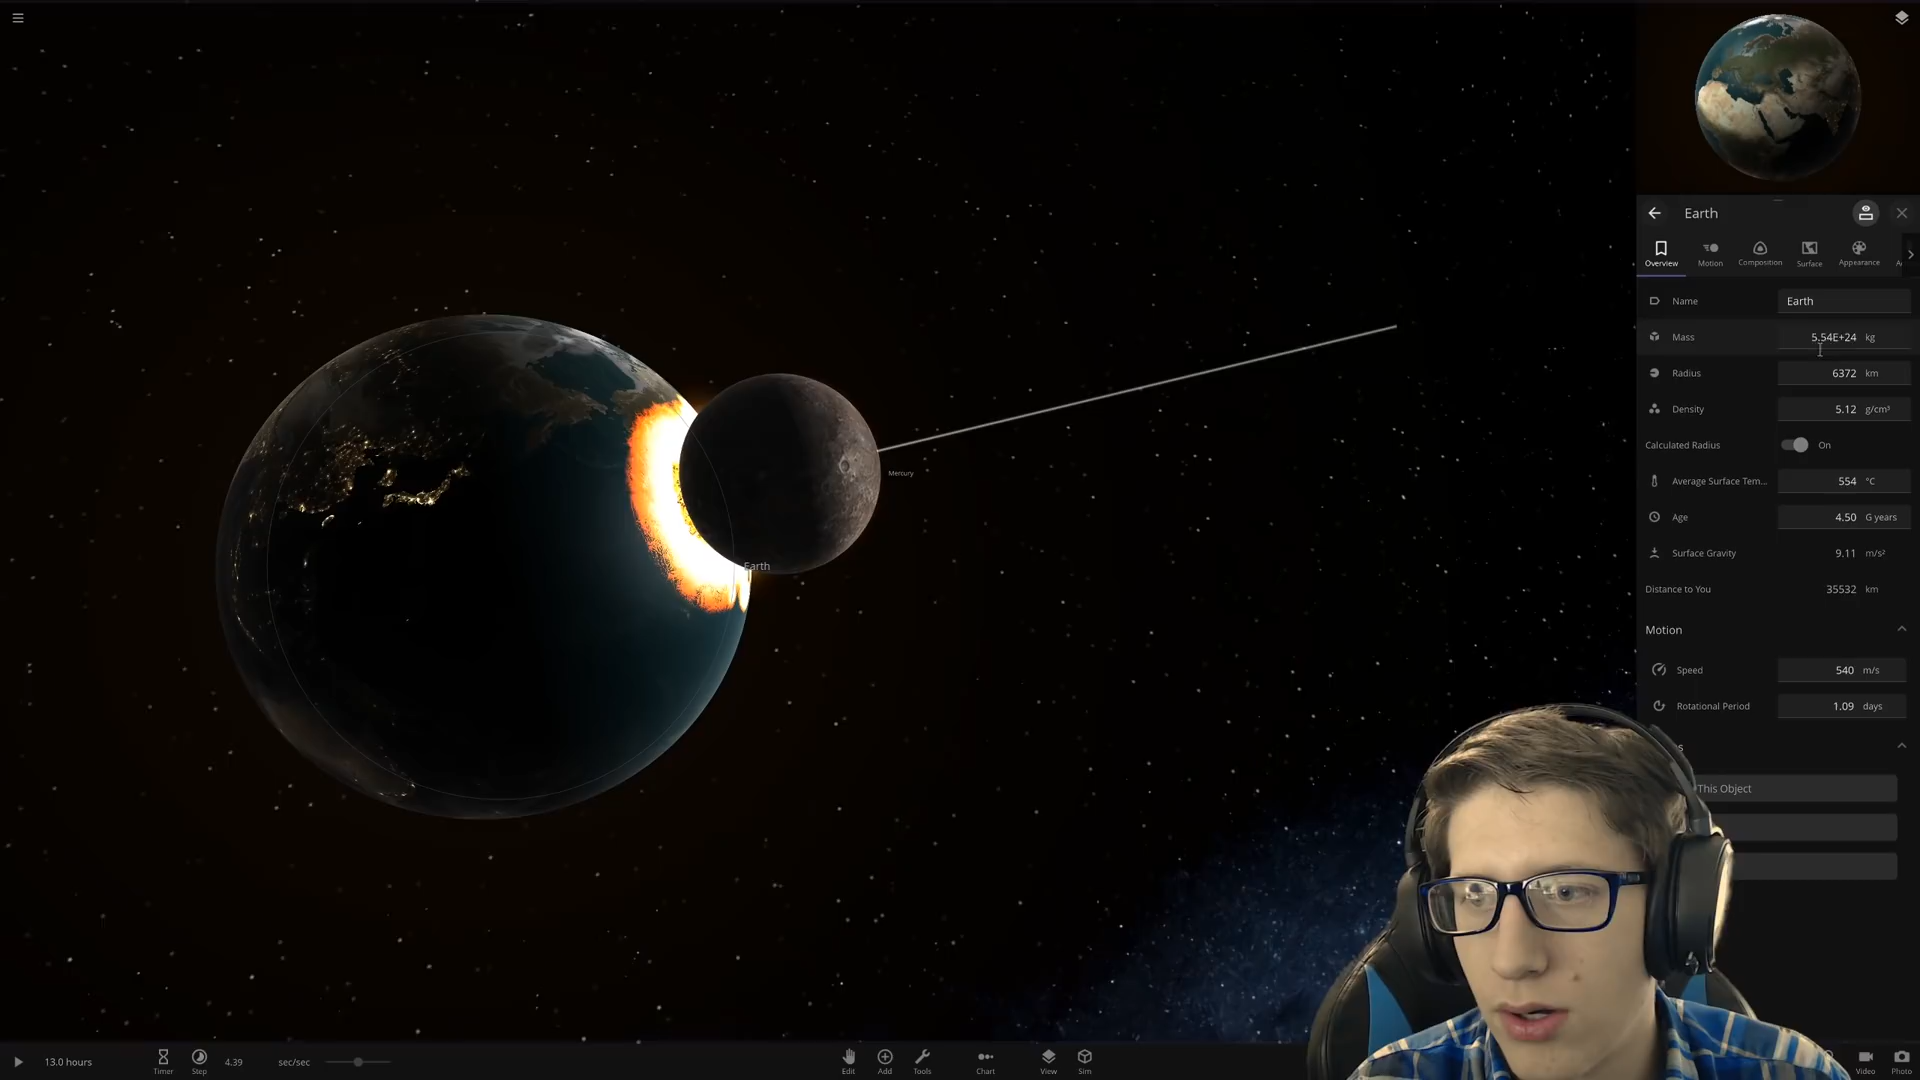 Earth
Overview
Motion
Composition
Surface
Appearance
Name
Earth
Mass
5.54E+24 kg
Radius
6372 km
Density
5.12 g/cm³
Calculated Radius
On
Average Surface Tem...
554 °C
Age
4.50 G years
Surface Gravity
9.11 m/s²
Distance to You
35532 km
Motion
Speed
540 m/s
Rotational Period
1.09 days
This Object
Mercury
Earth
13.0 hours
Timer
Step
4.39
sec/sec
Edit
Add
Tools
Chart
View
Sim
Video
Photo